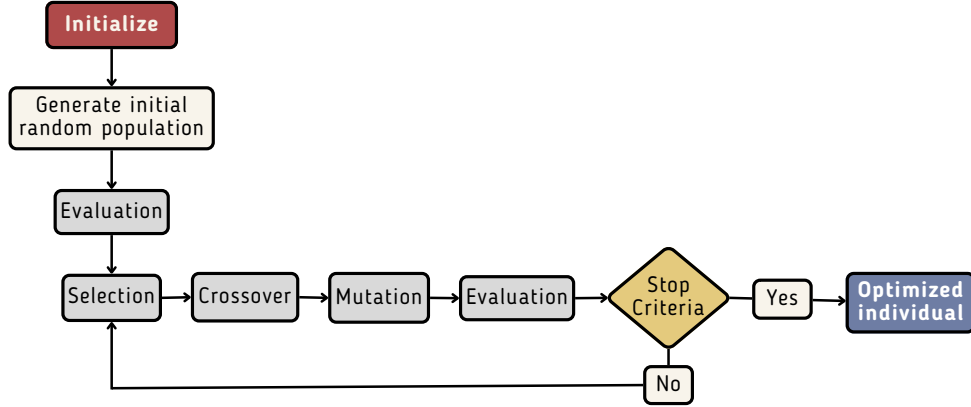 Initialize
Generate initial
random population
Evaluation
Selection
Crossover
Mutation
Evaluation
Stop
Criteria
Yes
Optimized
individual
No